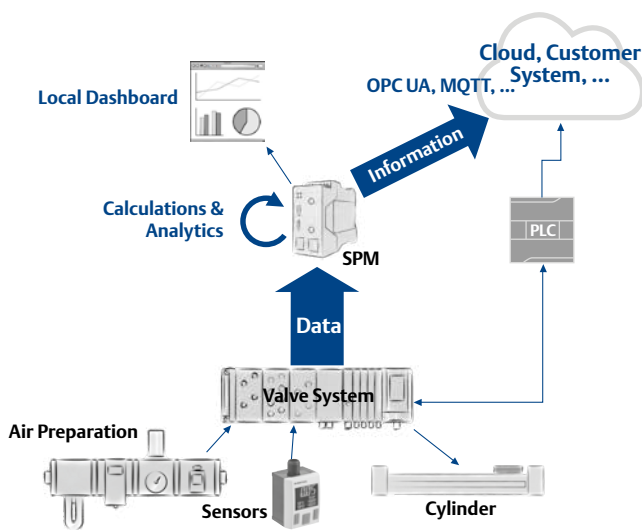 Cloud, Customer
System, ...
OPC UA, MQTT, ...
Local Dashboard
Information
Calculations &
Analytics
PLC
SPM
Data
Valve System
Air Preparation
Sensors
Cylinder